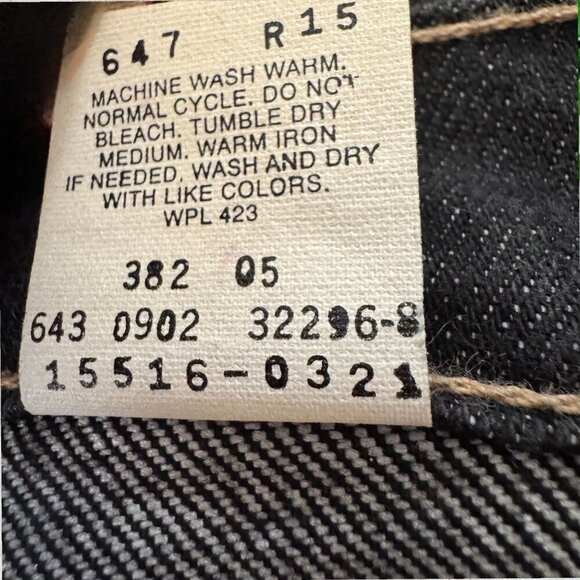 647 R15
MACHINE WASH WARM.
NORMAL CYCLE. DO NOT
BLEACH. TUMBLE DRY
MEDIUM. WARM IRON
IF NEEDED. WASH AND DRY
WITH LIKE COLORS.
WPL 423
382 05
643 0902 32296-8
15516-0321